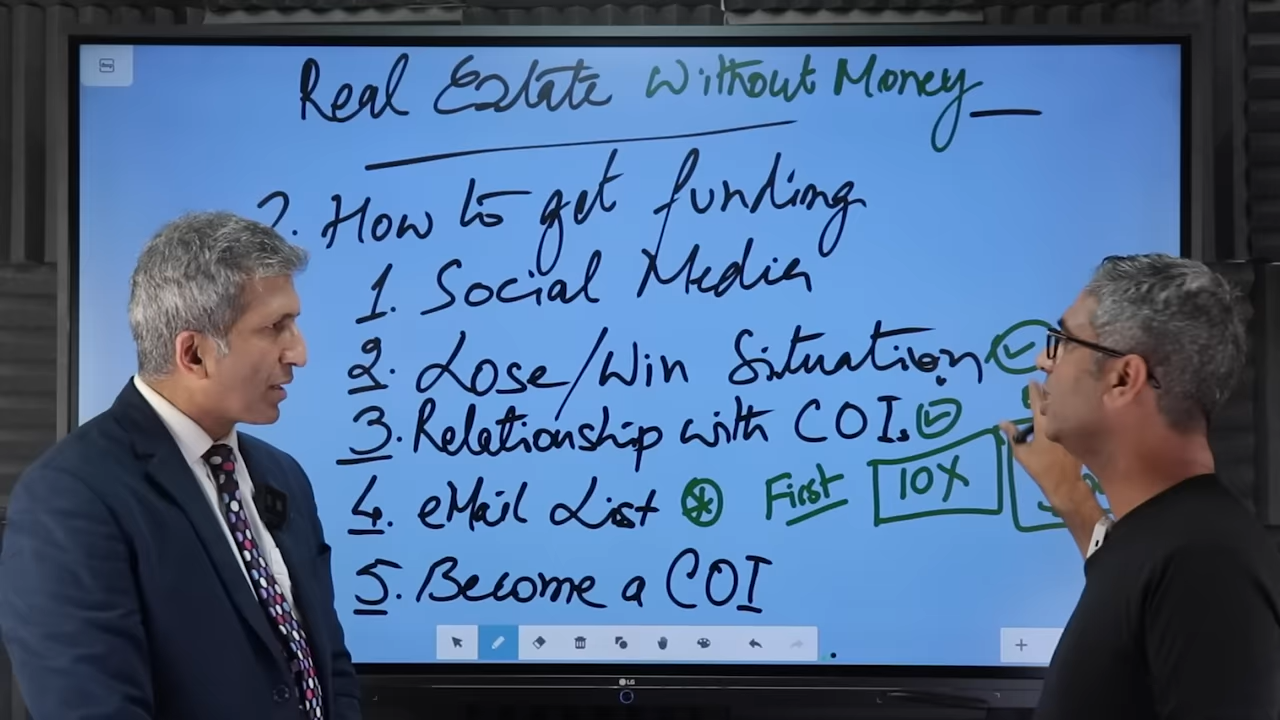 Real Estate Without Money
2. How to get funding
1. Social Media
2. Lose/Win Situation
3. Relationship with COI.
4. eMail List * First 10X
5. Become a COI
LG